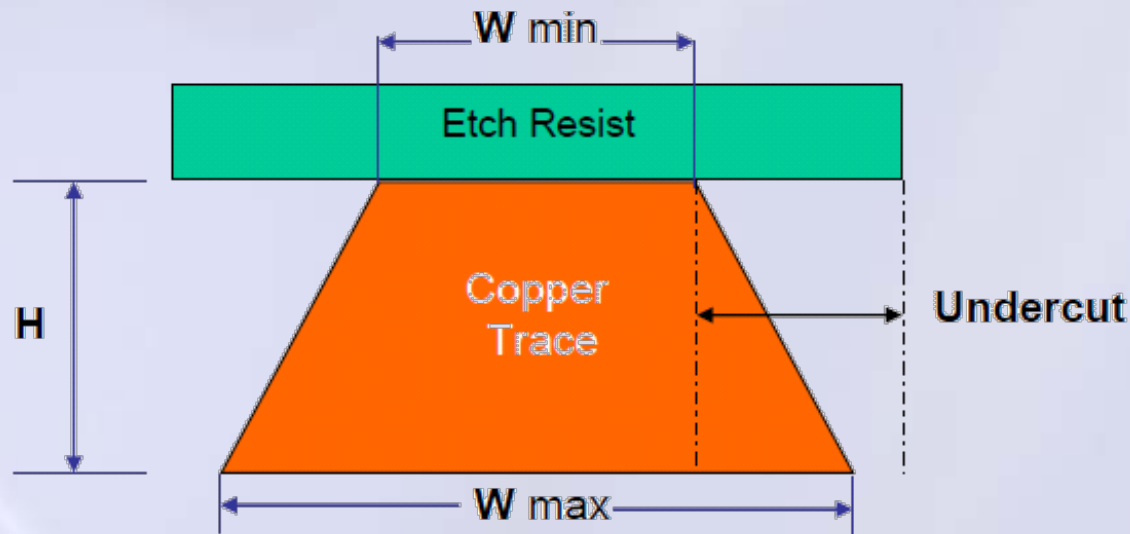 W min
Etch Resist
H
Copper
Trace
Undercut
W max